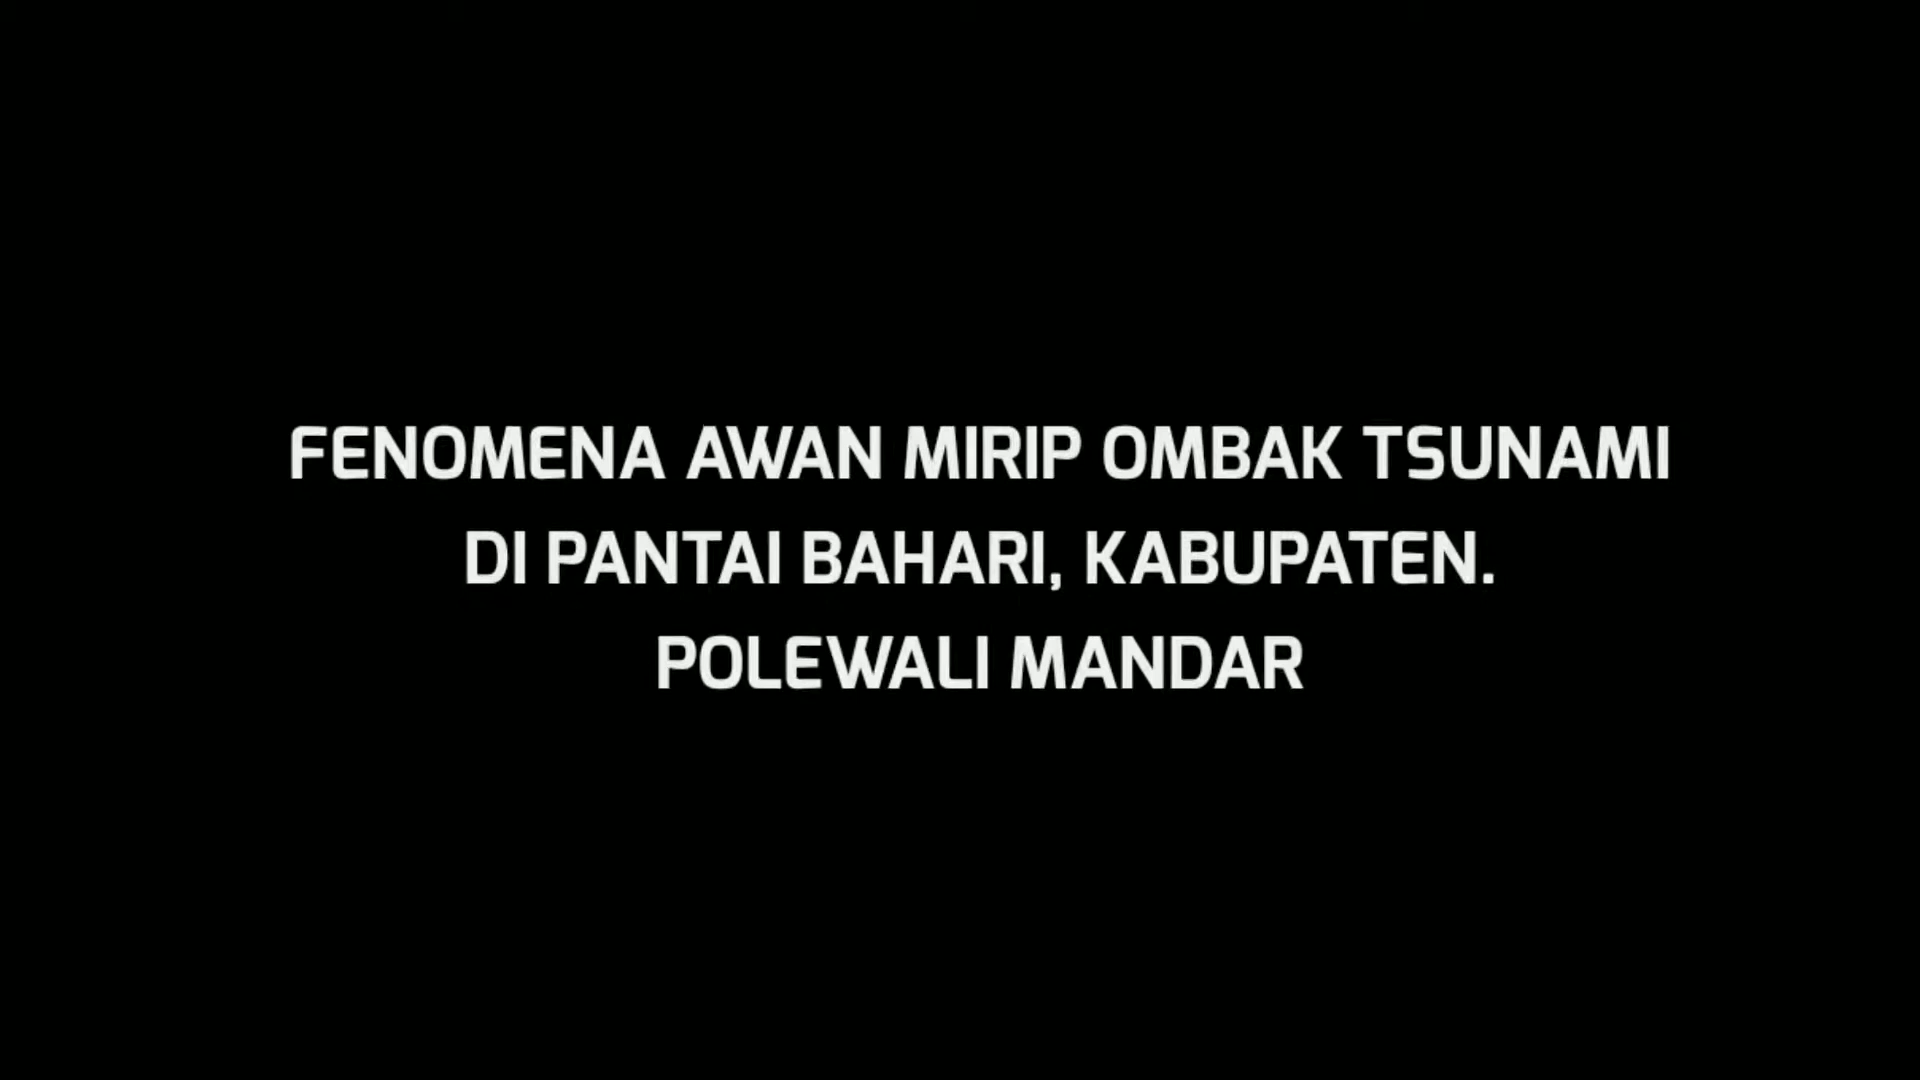 FENOMENA AWAN MIRIP OMBAK TSUNAMI
DI PANTAI BAHARI, KABUPATEN.
POLEWALI MANDAR